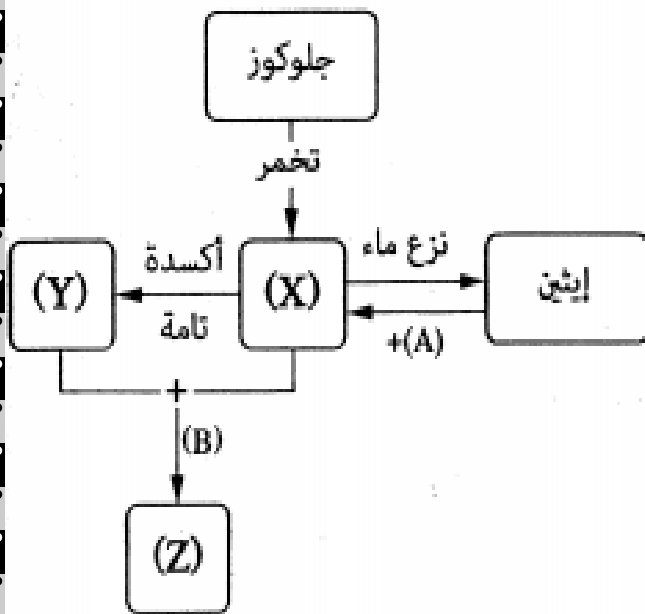 جلوكوز
تخمر
(Y)
أكسدة
تامة
(X)
نزع ماء
+(A)
إيثين
+
(B)
(Z)